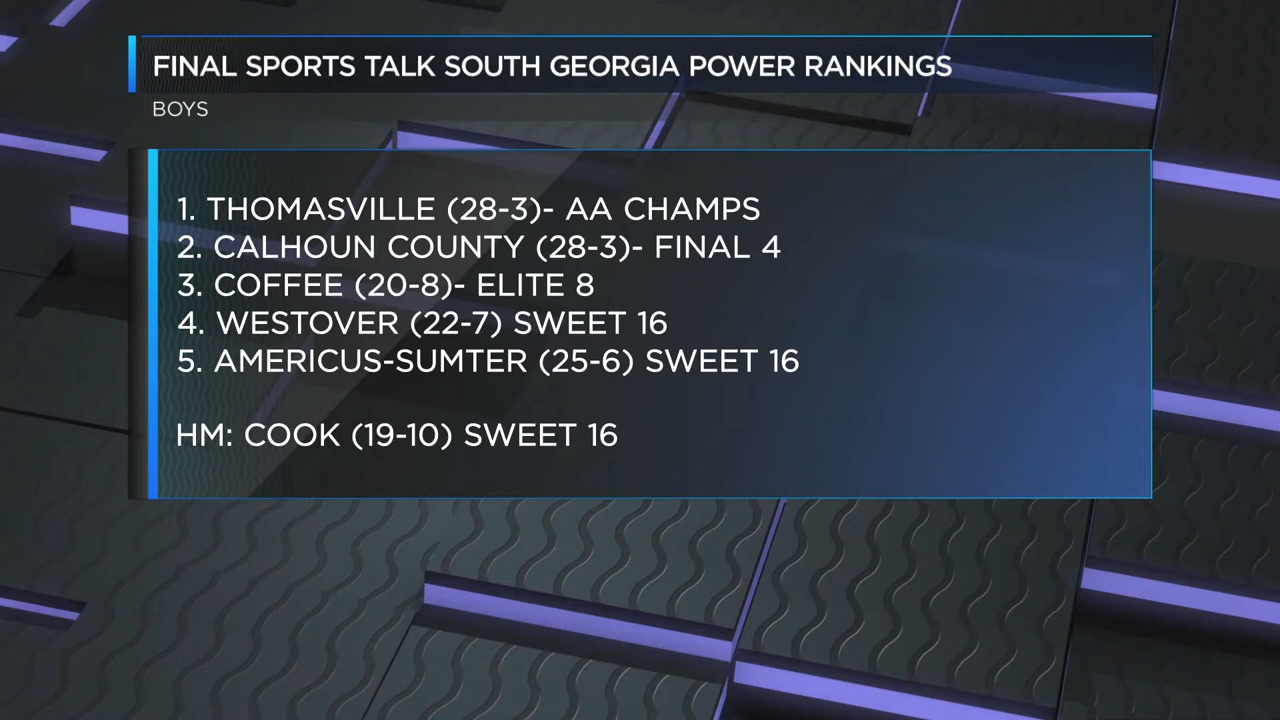 FINAL SPORTS TALK SOUTH GEORGIA POWER RANKINGS
BOYS
1. THOMASVILLE (28-3)- AA CHAMPS
2. CALHOUN COUNTY (28-3)- FINAL 4
3. COFFEE (20-8)- ELITE 8
4. WESTOVER (22-7) SWEET 16
5. AMERICUS-SUMTER (25-6) SWEET 16
HM: COOK (19-10) SWEET 16